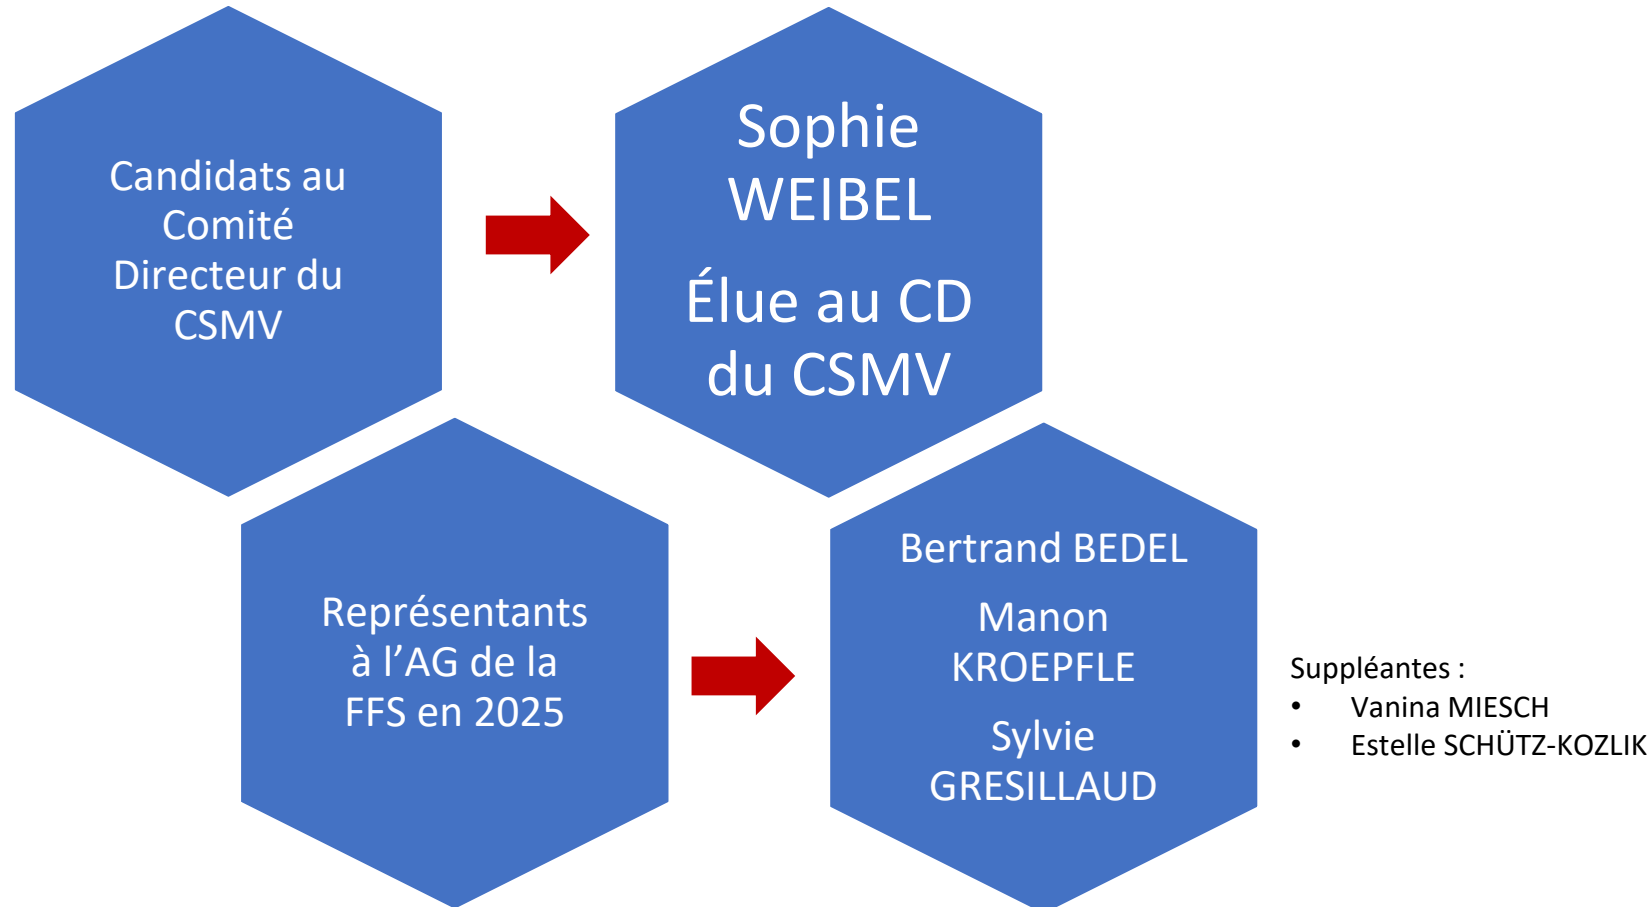 Candidats au
Comité
Directeur du
CSMV
Sophie
WEIBEL
Élue au CD
du CSMV
Représentants
à l’AG de la
FFS en 2025
Bertrand BEDEL
Manon
KROEPFLE
Sylvie
GRESILLAUD
Suppléantes :
• Vanina MIESCH
• Estelle SCHÜTZ-KOZLIK